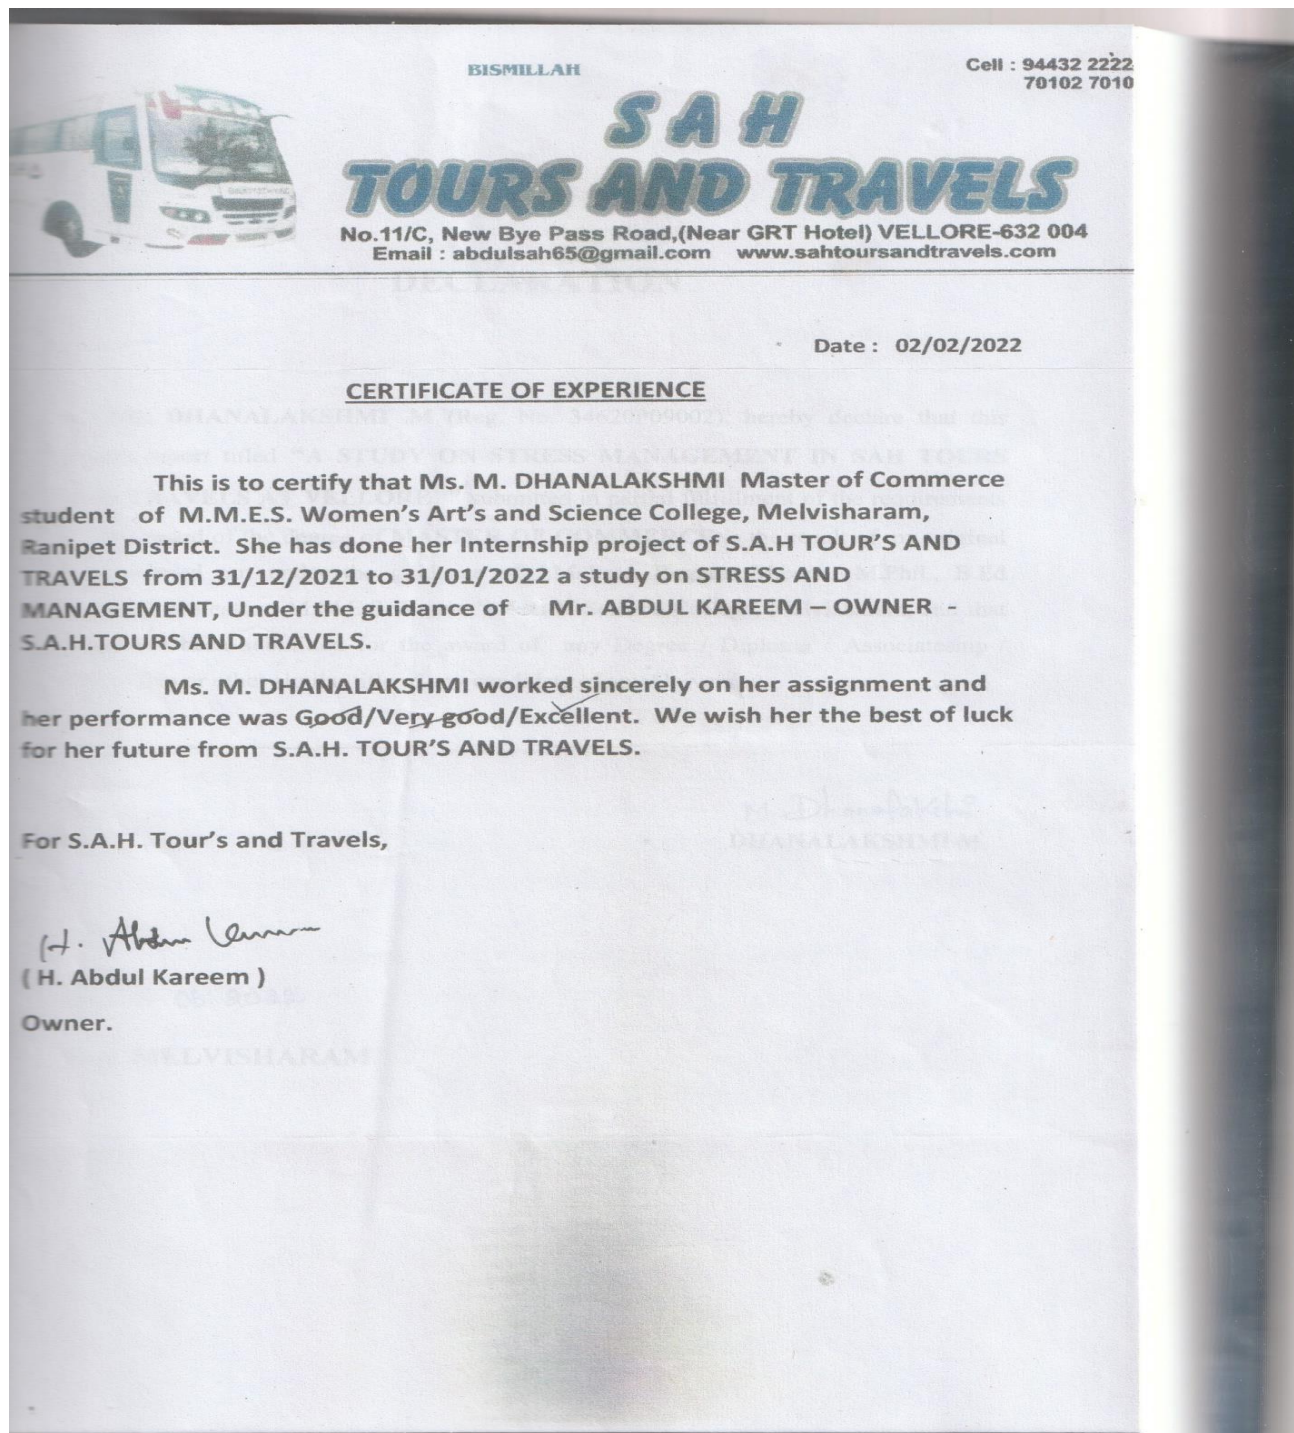 BISMILLAH
Cell : 94432 2222
70102 7010
S A H
TOURS AND TRAVELS
No.11/C, New Bye Pass Road,(Near GRT Hotel) VELLORE-632 004
Email : abdulsah65@gmail.com www.sahtoursandtravels.com
DECLARATION
Date : 02/02/2022
CERTIFICATE OF EXPERIENCE
This is to certify that Ms. M. DHANALAKSHMI Master of Commerce
student of M.M.E.S. Women's Art's and Science College, Melvisharam,
Ranipet District. She has done her Internship project of S.A.H TOUR'S AND
TRAVELS from 31/12/2021 to 31/01/2022 a study on STRESS AND
MANAGEMENT, Under the guidance of Mr. ABDUL KAREEM – OWNER -
S.A.H.TOURS AND TRAVELS.
Ms. M. DHANALAKSHMI worked sincerely on her assignment and
her performance was Good/Very good/Excellent. We wish her the best of luck
for her future from S.A.H. TOUR'S AND TRAVELS.
M. Dhanalakshmi
DHANALAKSHMI M
For S.A.H. Tour's and Travels,
H. Abdul Kareem
( H. Abdul Kareem )
Owner.
MELVISHARAM